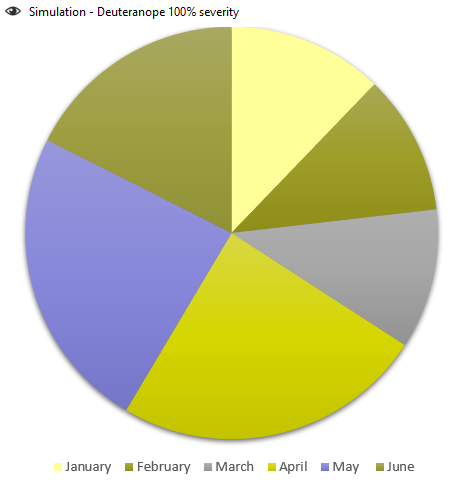 Simulation - Deuteranope 100% severity
January February March April May June